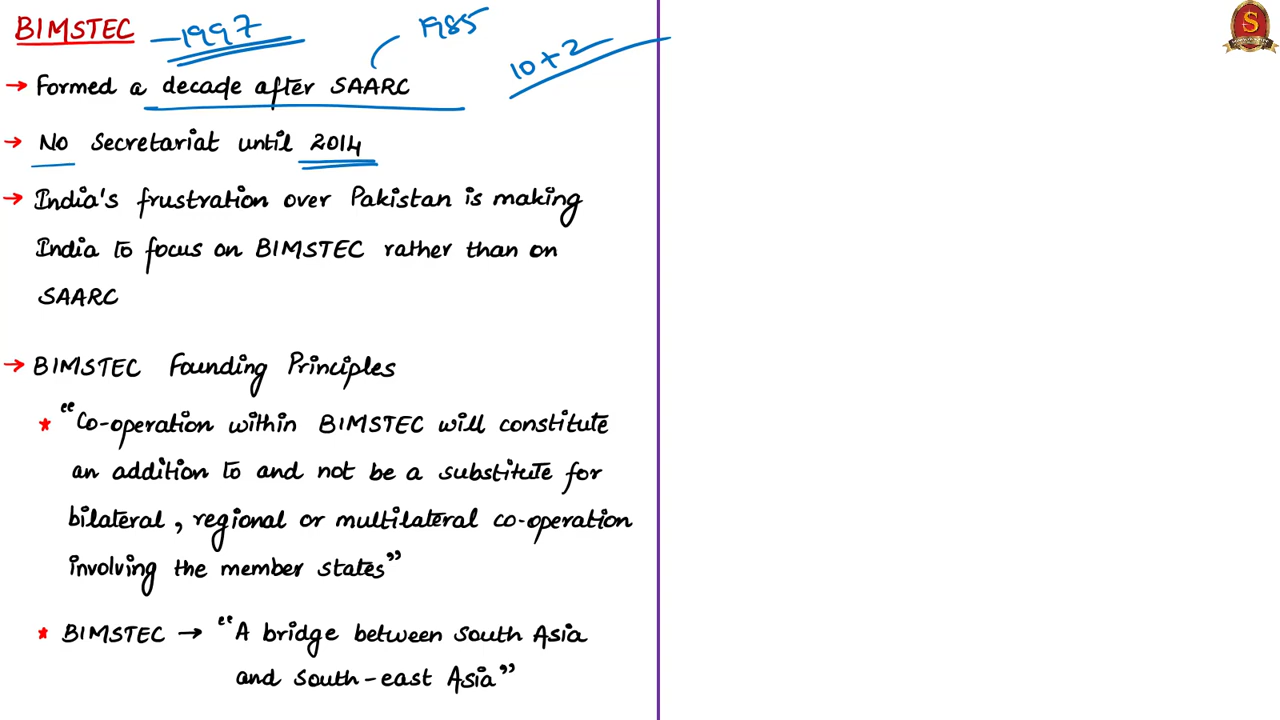 BIMSTEC – 1997
1985
10+2
→ Formed a decade after SAARC
→ No Secretariat until 2014
→ India's frustration over Pakistan is making
India to focus on BIMSTEC rather than on
SAARC
→ BIMSTEC Founding Principles
* "Co-operation within BIMSTEC will constitute
an addition to and not be a substitute for
bilateral, regional or multilateral co-operation
involving the member states"
* BIMSTEC → "A bridge between South Asia
and South-east Asia"
S